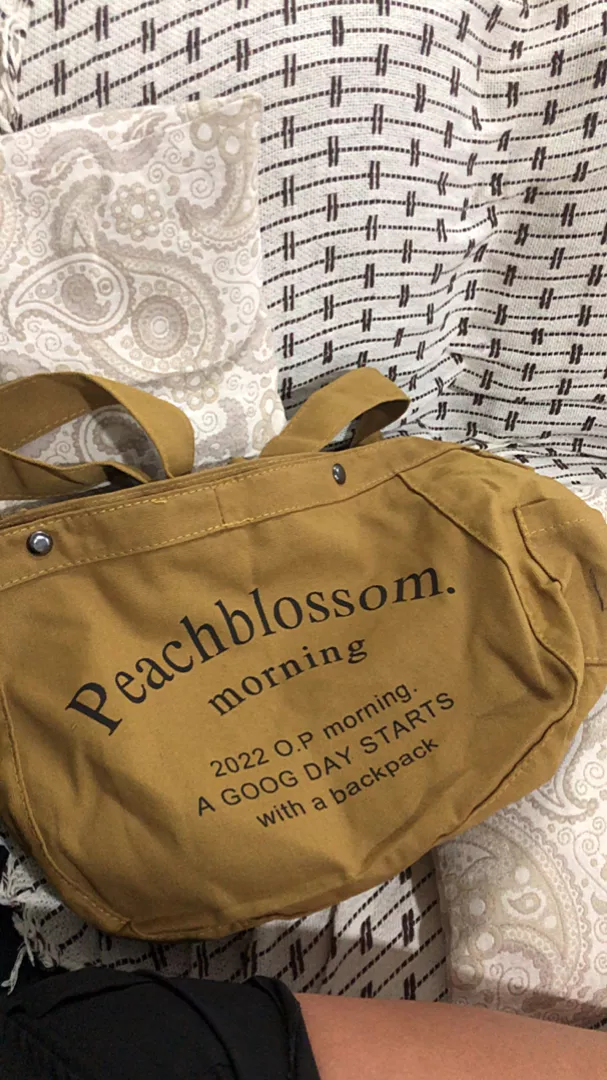 Peachblossom.
morning
2022 O.P morning.
A GOOG DAY STARTS
with a backpack